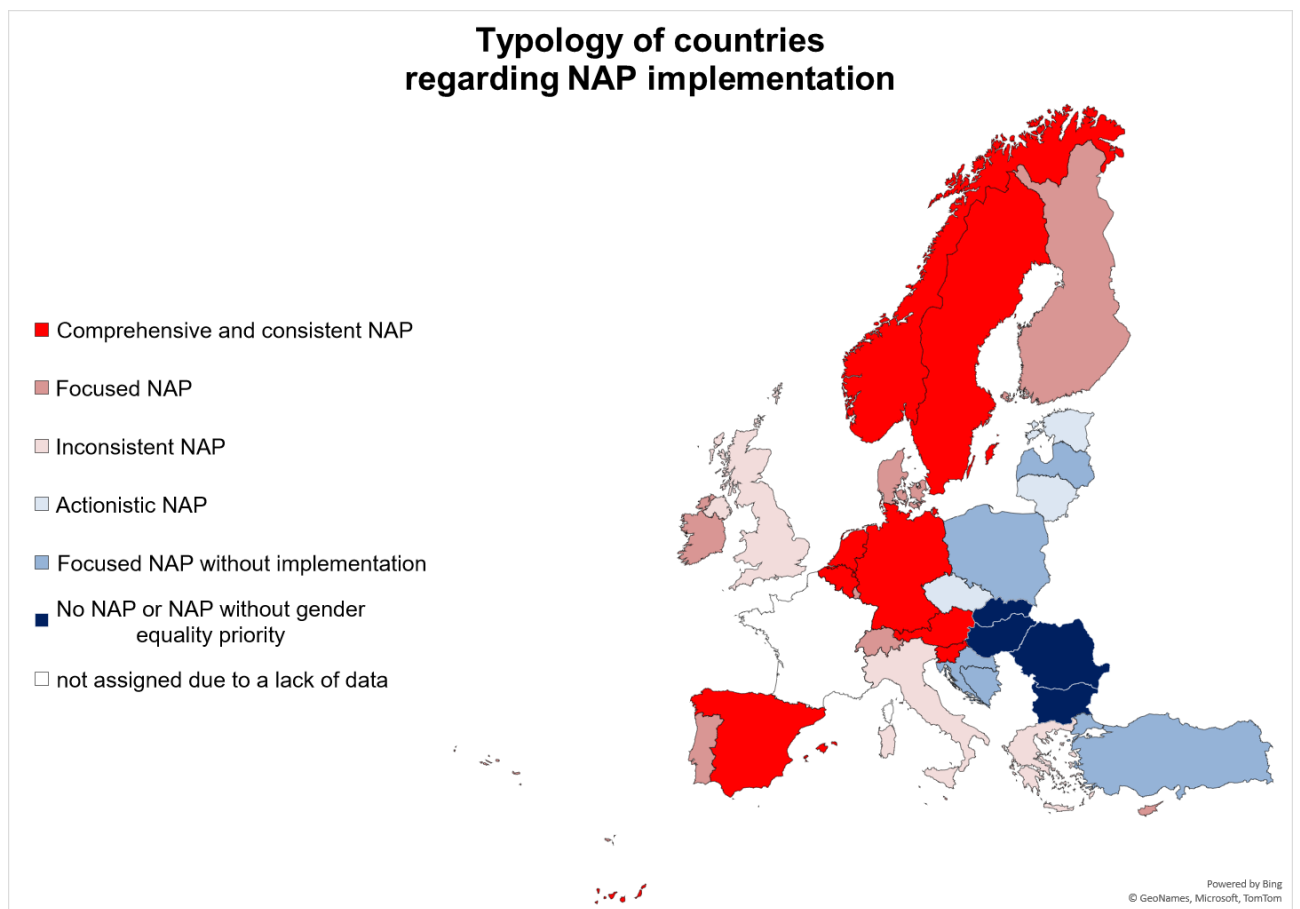 Typology of countries
regarding NAP implementation
Comprehensive and consistent NAP
Focused NAP
Inconsistent NAP
Actionistic NAP
Focused NAP without implementation
No NAP or NAP without gender
equality priority
not assigned due to a lack of data
Powered by Bing
© GeoNames, Microsoft, TomTom